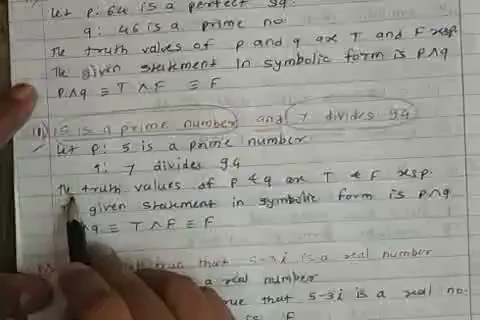 Let p: 64 is a perfect sq.
q: 46 is a prime no.
The truth values of p and q are T and F resp.
The given statement in symbolic form is p∧q
p∧q ≡ T ∧ F ≡ F
5 is a prime number and 7 divides 94
Let p: 5 is a prime number
q: 7 divides 94
The truth values of p & q are T & F resp.
given statement in symbolic form is p∧q
∧q ≡ T ∧ F ≡ F
true that 5-3i is a real number
a real number
true that 5-3i is a real no.
is F